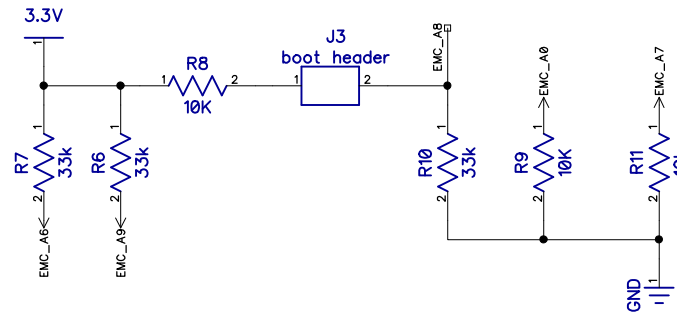 3.3V
1
R8
1
2
10K
J3
boot header
1
2
EMC_A8
EMC_A0
EMC_A7
1
R7
33k
2
EMC_A6
1
R6
33k
2
EMC_A9
1
R10
33k
2
1
R9
10K
2
1
R11
2
GND
1